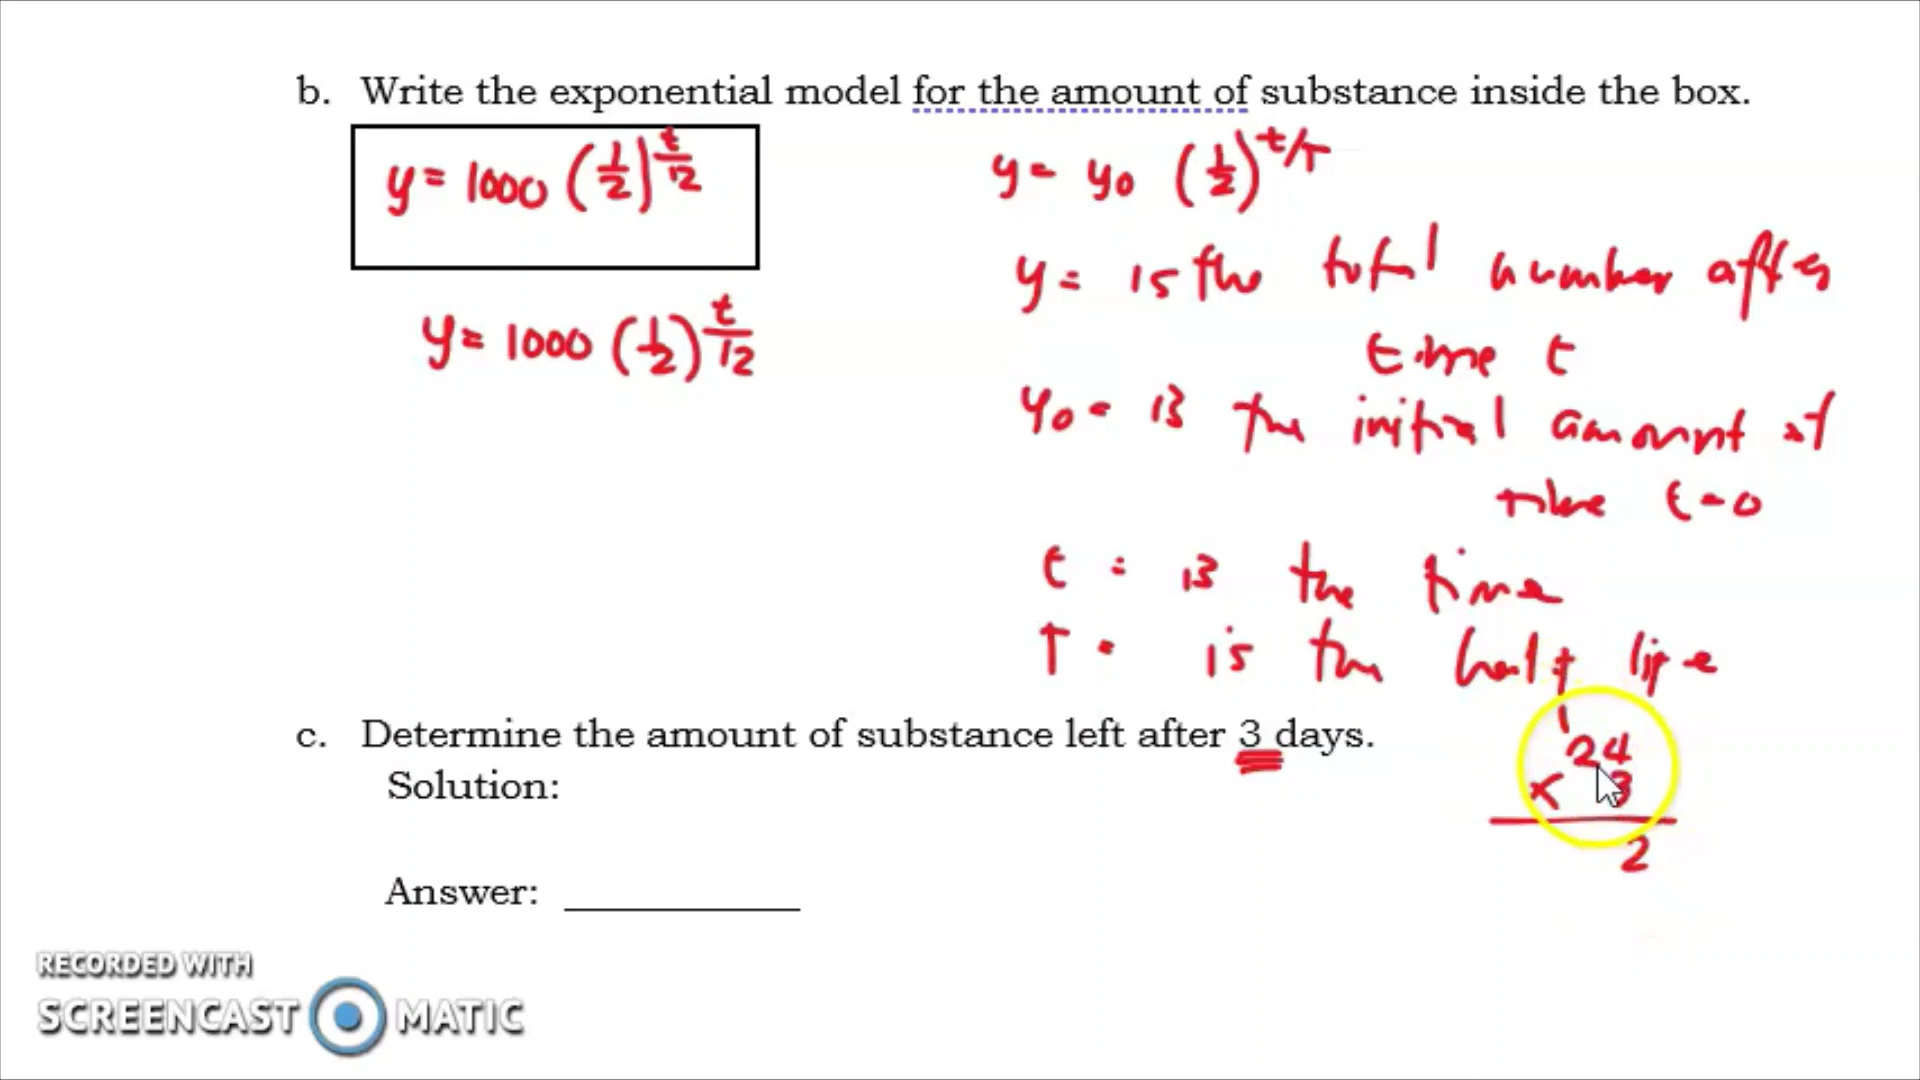 b. Write the exponential model for the amount of substance inside the box.
y = 1000 (1/2)^t/12
y = y0 (1/2)^t/T
y = is the total number after
time t
y = 1000 (1/2)^t/12
y0 = is the initial amount at
time t = 0
t = is the time
T = is the half life
c. Determine the amount of substance left after 3 days.
Solution:
1
24
x 3
2
Answer: ____________
RECORDED WITH
SCREENCAST MATIC